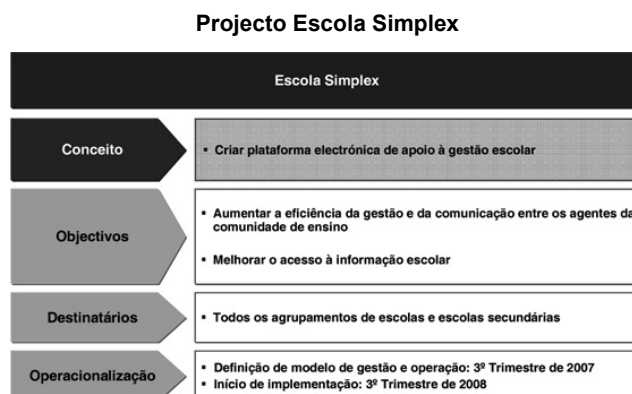 Projecto Escola Simplex
Escola Simplex
Conceito
▪ Criar plataforma electrónica de apoio à gestão escolar
Objectivos
▪ Aumentar a eficiência da gestão e da comunicação entre os agentes da
comunidade de ensino
▪ Melhorar o acesso à informação escolar
Destinatários
▪ Todos os agrupamentos de escolas e escolas secundárias
Operacionalização
▪ Definição de modelo de gestão e operação: 3º Trimestre de 2007
▪ Início de implementação: 3º Trimestre de 2008